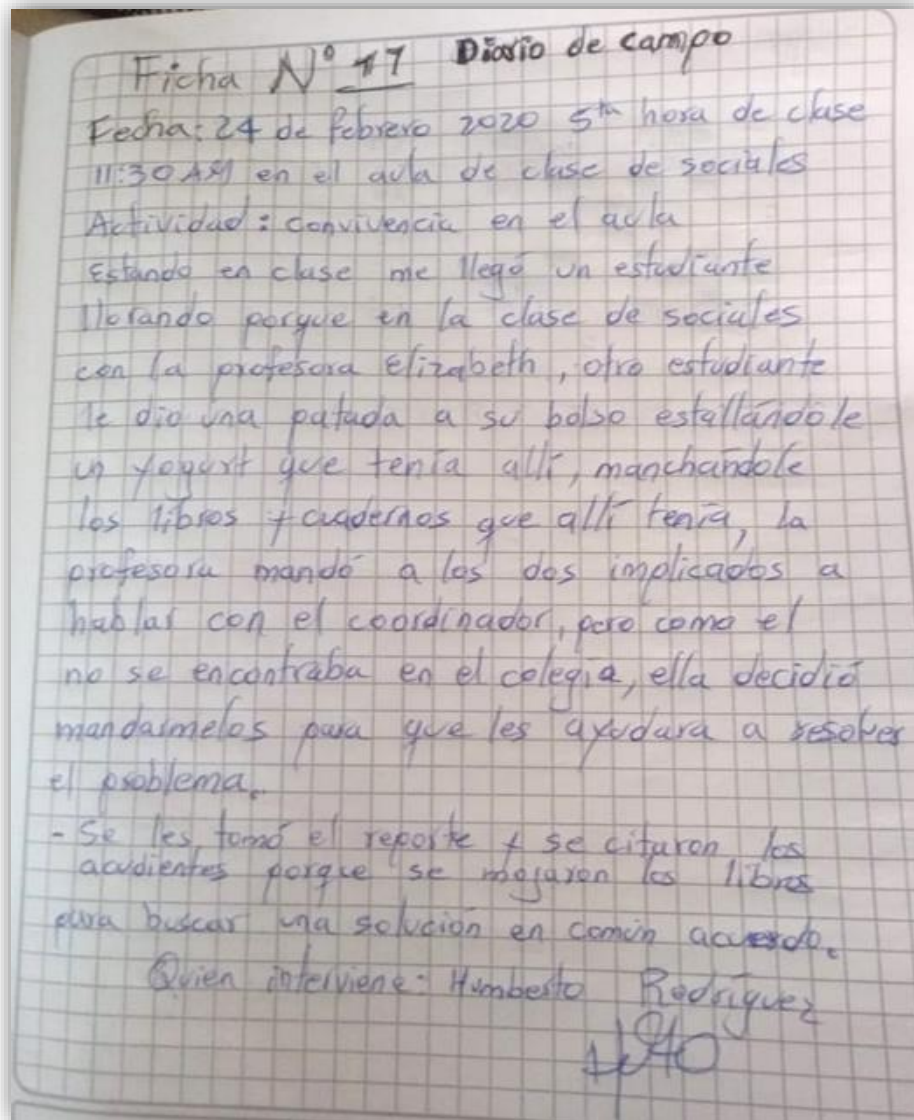 Ficha Nº 17 Diario de campo
Fecha: 24 de febrero 2020 5ta hora de clase
11:30 AM en el aula de clase de sociales
Actividad: convivencia en el aula
Estando en clase me llegó un estudiante
llorando porque en la clase de sociales
con la profesora Elizabeth, otro estudiante
le dio una patada a su bolso estallándole
un yogurt que tenía allí, manchándole
los libros y cuadernos que allí tenía, la
profesora mandó a los dos implicados a
hablar con el coordinador, pero como el
no se encontraba en el colegio, ella decidió
mandarmelos para que les ayudara a resolver
el problema.
- Se les tomó el reporte y se citaron los
acudientes porque se mojaron los libros
para buscar una solución en común acuerdo.
Quien interviene: Humberto Rodríguez